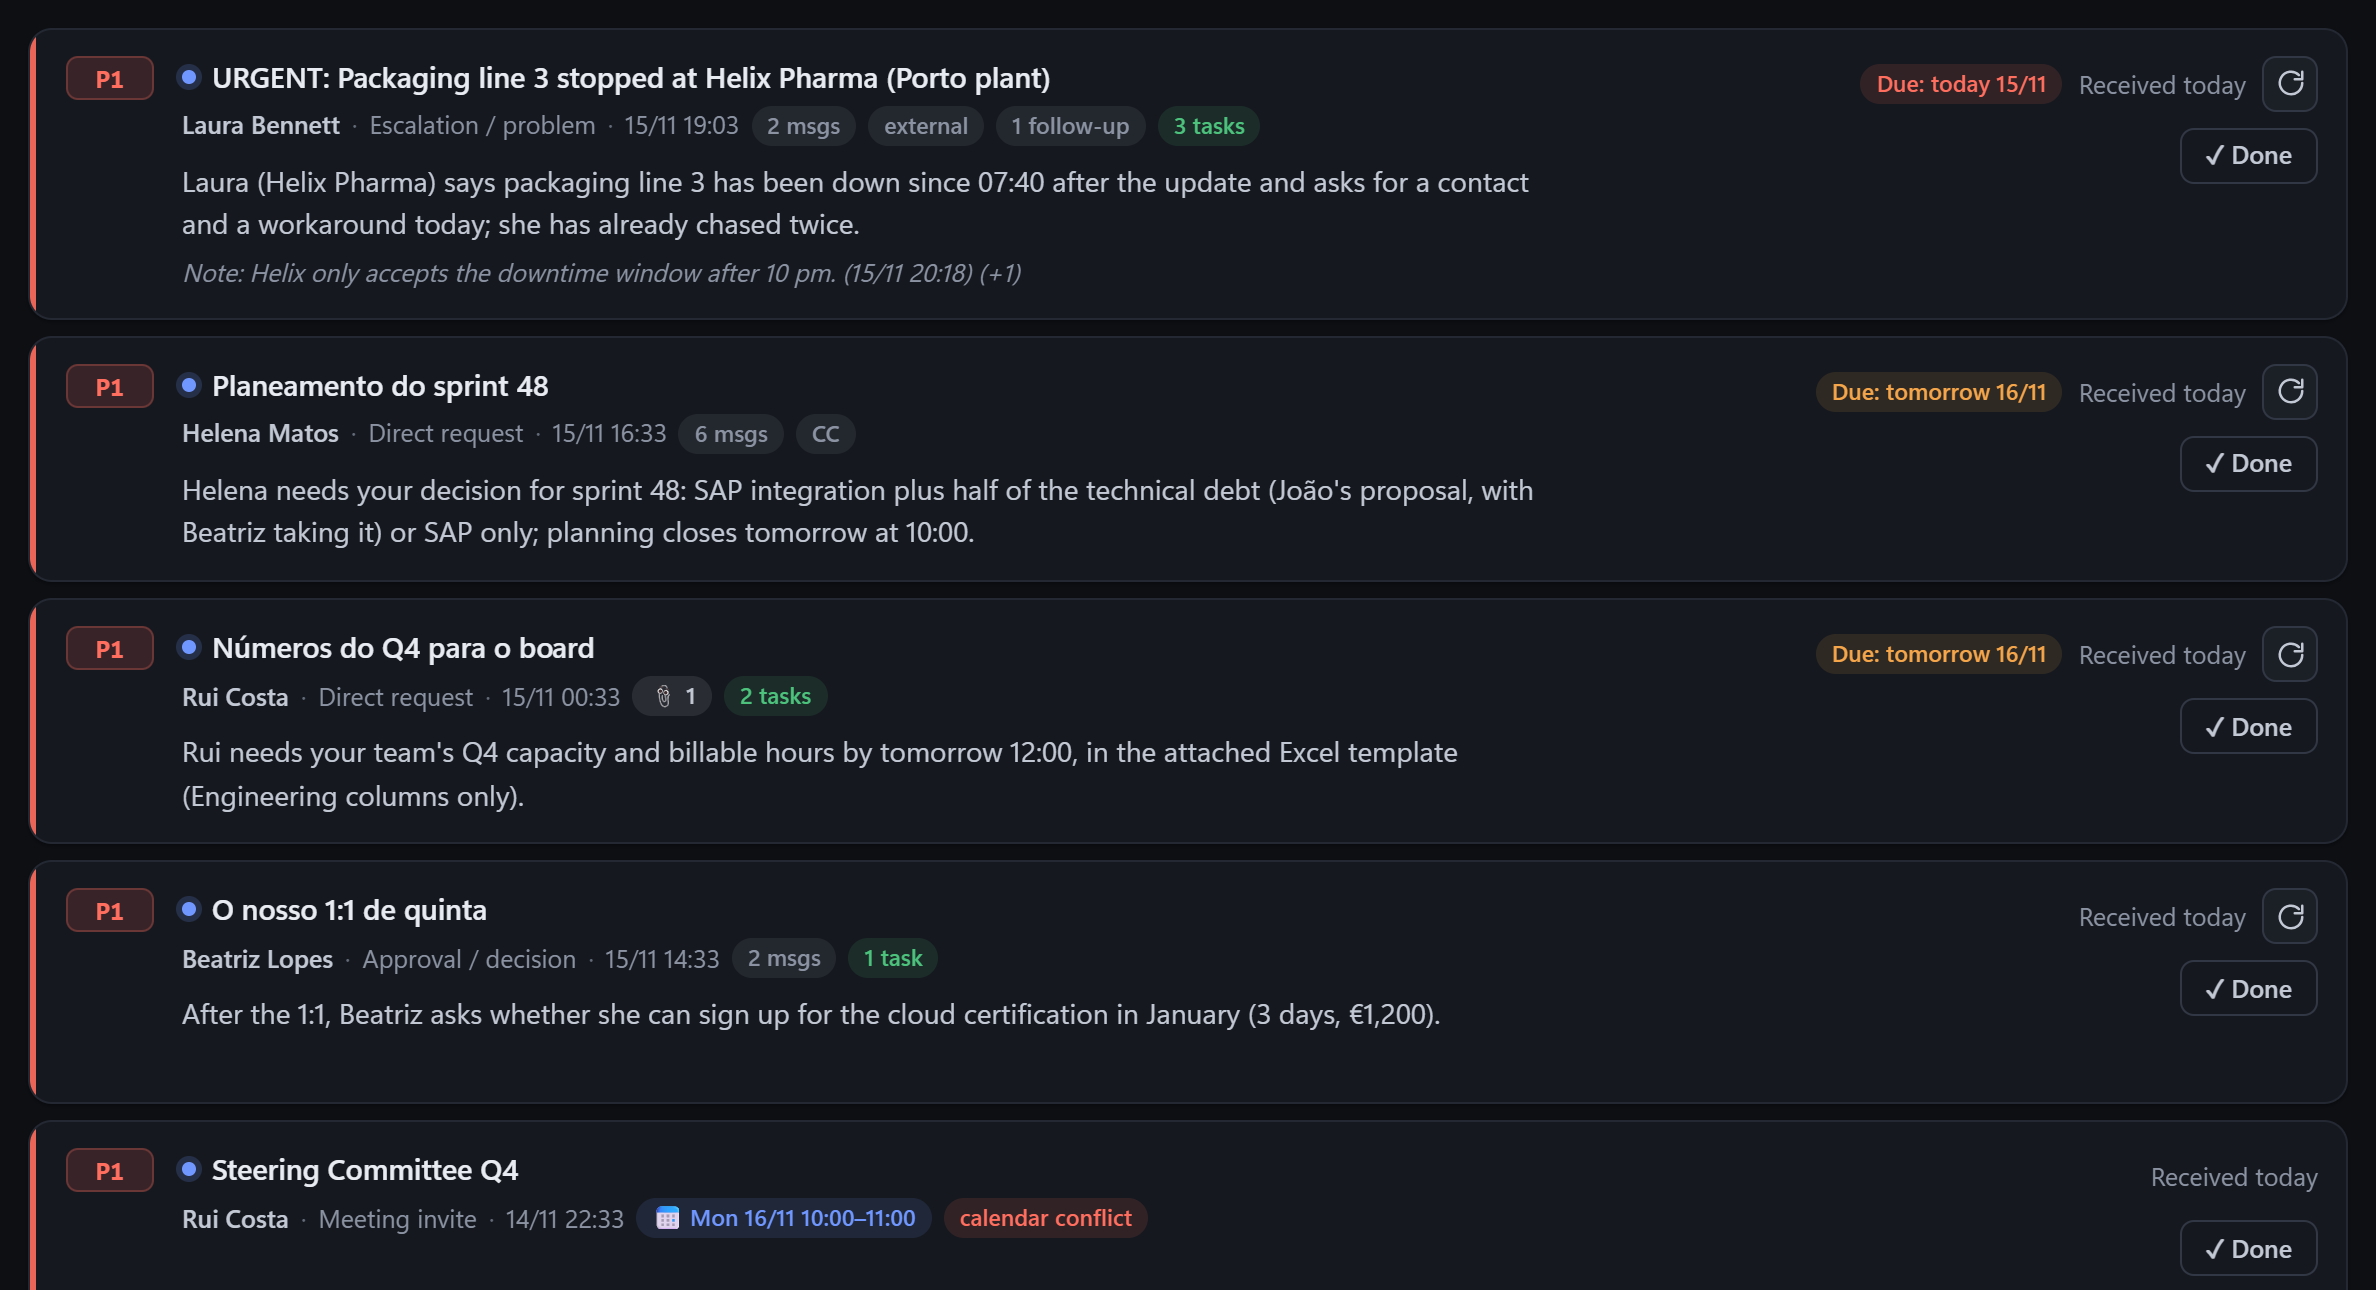 P1 URGENT: Packaging line 3 stopped at Helix Pharma (Porto plant) Due: today 15/11 Received today
Laura Bennett · Escalation / problem · 15/11 19:03 2 msgs external 1 follow-up 3 tasks
✓ Done
Laura (Helix Pharma) says packaging line 3 has been down since 07:40 after the update and asks for a contact
and a workaround today; she has already chased twice.
Note: Helix only accepts the downtime window after 10 pm. (15/11 20:18) (+1)
P1 Planeamento do sprint 48 Due: tomorrow 16/11 Received today
Helena Matos · Direct request · 15/11 16:33 6 msgs CC
✓ Done
Helena needs your decision for sprint 48: SAP integration plus half of the technical debt (João's proposal, with
Beatriz taking it) or SAP only; planning closes tomorrow at 10:00.
P1 Números do Q4 para o board Due: tomorrow 16/11 Received today
Rui Costa · Direct request · 15/11 00:33 1 2 tasks
✓ Done
Rui needs your team's Q4 capacity and billable hours by tomorrow 12:00, in the attached Excel template
(Engineering columns only).
P1 O nosso 1:1 de quinta Received today
Beatriz Lopes · Approval / decision · 15/11 14:33 2 msgs 1 task
✓ Done
After the 1:1, Beatriz asks whether she can sign up for the cloud certification in January (3 days, €1,200).
P1 Steering Committee Q4 Received today
Rui Costa · Meeting invite · 14/11 22:33 Mon 16/11 10:00–11:00 calendar conflict
✓ Done